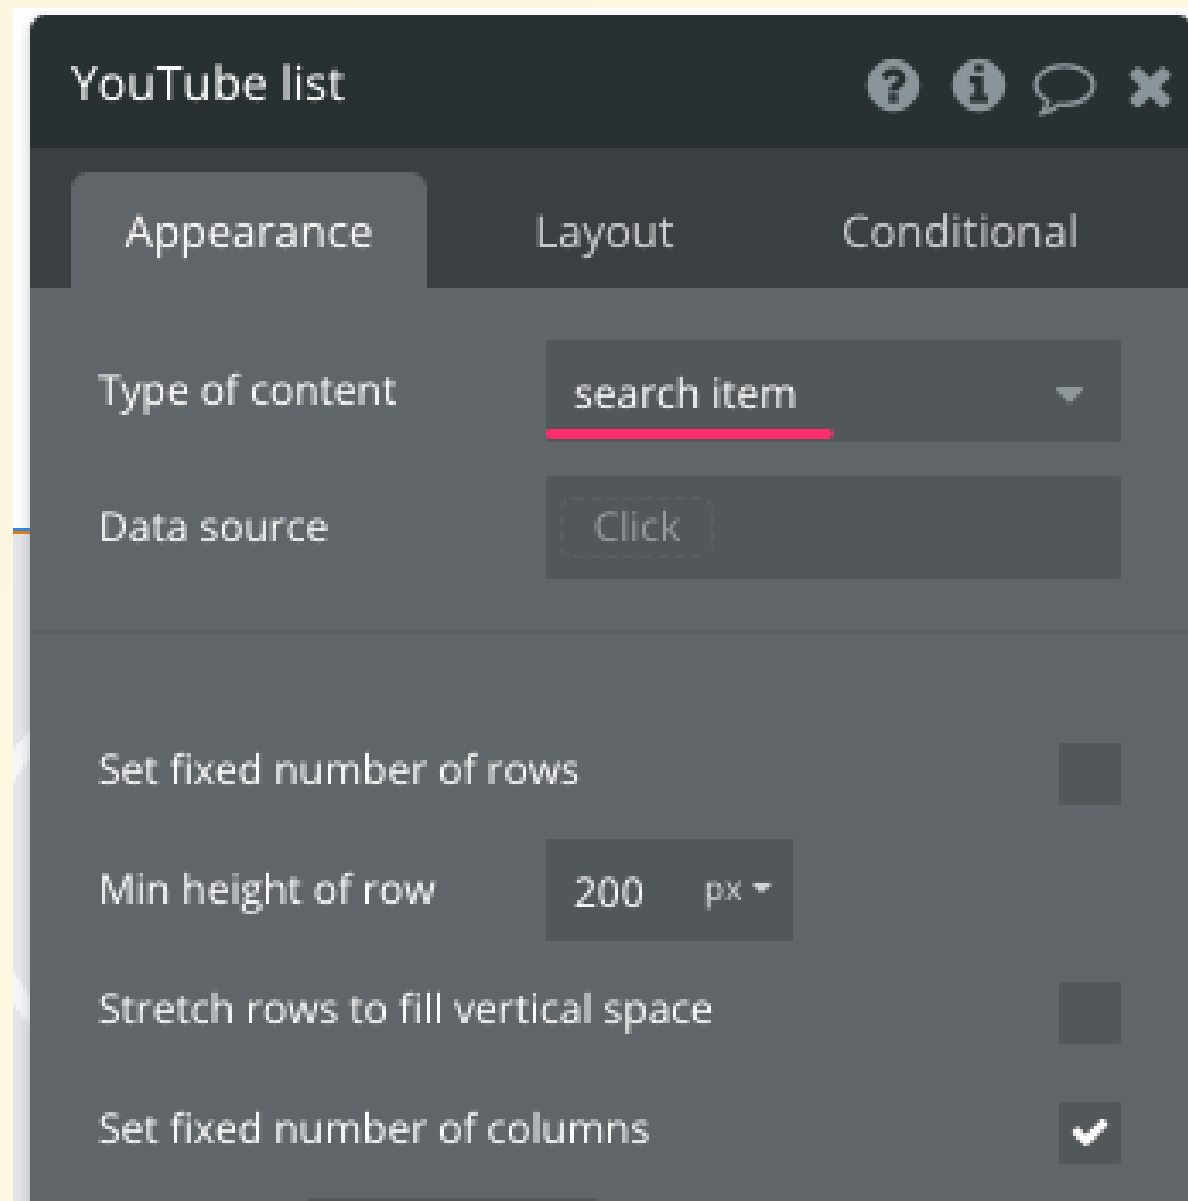 YouTube list
Appearance Layout Conditional
Type of content search item
Data source Click
Set fixed number of rows
Min height of row 200 px
Stretch rows to fill vertical space
Set fixed number of columns